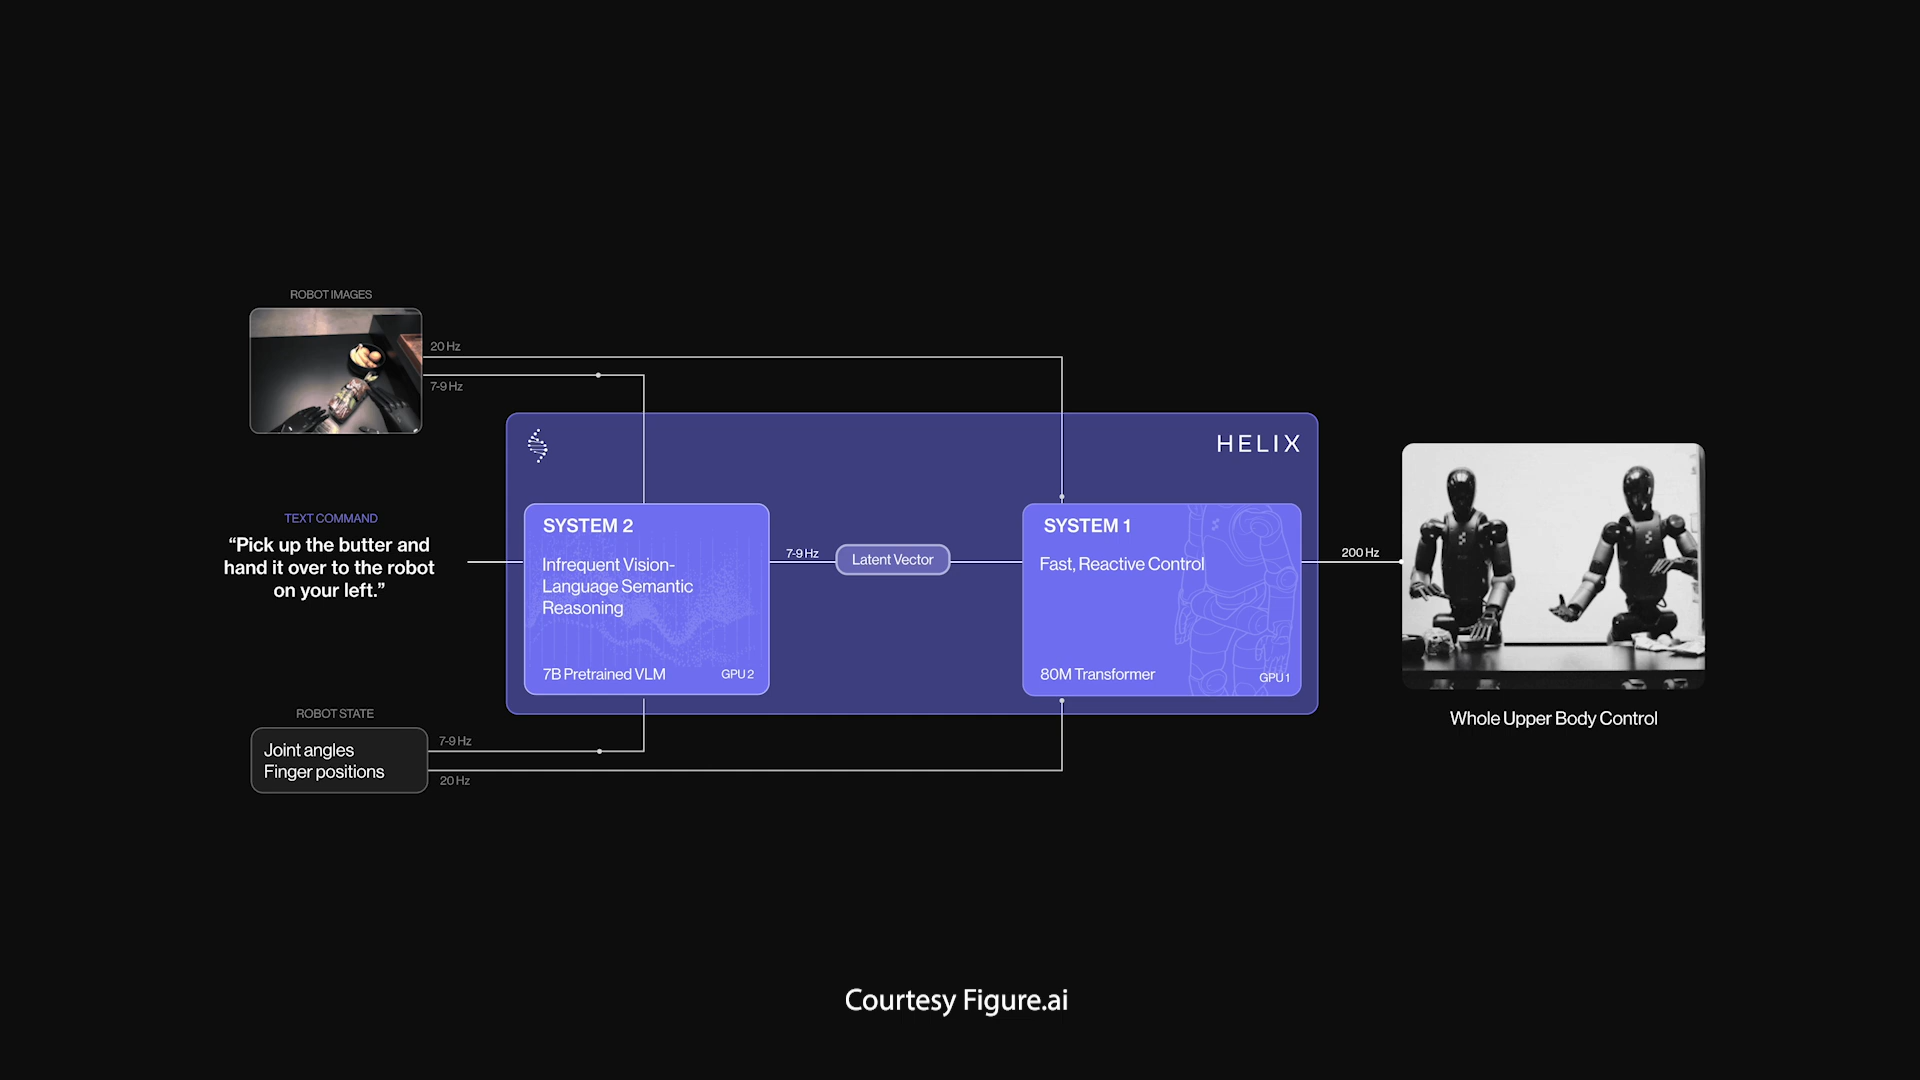 ROBOT IMAGES
20 Hz
7-9 Hz
HELIX
TEXT COMMAND
“Pick up the butter and
hand it over to the robot
on your left.”
SYSTEM 2
Infrequent Vision-
Language Semantic
Reasoning
7B Pretrained VLM
GPU 2
7-9 Hz
Latent Vector
SYSTEM 1
Fast, Reactive Control
80M Transformer
GPU 1
200 Hz
Whole Upper Body Control
ROBOT STATE
Joint angles
Finger positions
7-9 Hz
20 Hz
Courtesy Figure.ai